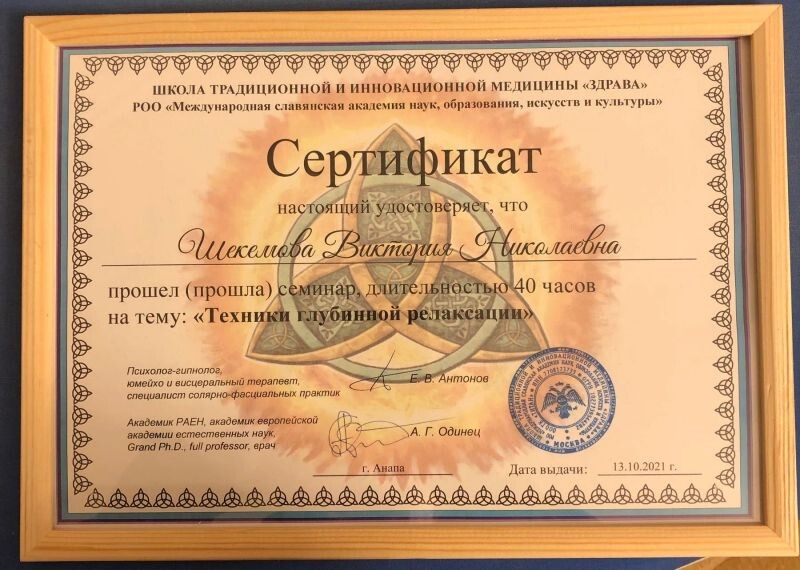 ШКОЛА ТРАДИЦИОННОЙ И ИННОВАЦИОННОЙ МЕДИЦИНЫ «ЗДРАВА»
РОО «Международная славянская академия наук, образования, искусств и культуры»
Сертификат
настоящий удостоверяет, что
Шекемова Виктория Николаевна
прошел (прошла) семинар, длительностью 40 часов
на тему: «Техники глубинной релаксации»
Психолог-гипнолог,
юмейхо и висцеральный терапевт,
специалист солярно-фасциальных практик
Е. В. Антонов
Академик РАЕН, академик европейской
академии естественных наук,
Grand Ph.D., full professor, врач
А. Г. Одинец
г. Анапа
Дата выдачи: 13.10.2021 г.
МОСКВА